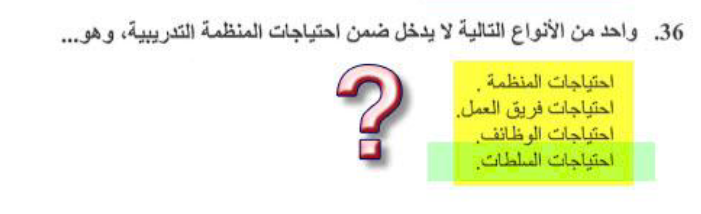 36. واحد من الأنواع التالية لا يدخل ضمن احتياجات المنظمة التدريبية، وهو...
احتياجات المنظمة .
احتياجات فريق العمل.
احتياجات الوظائف.
احتياجات السلطات.